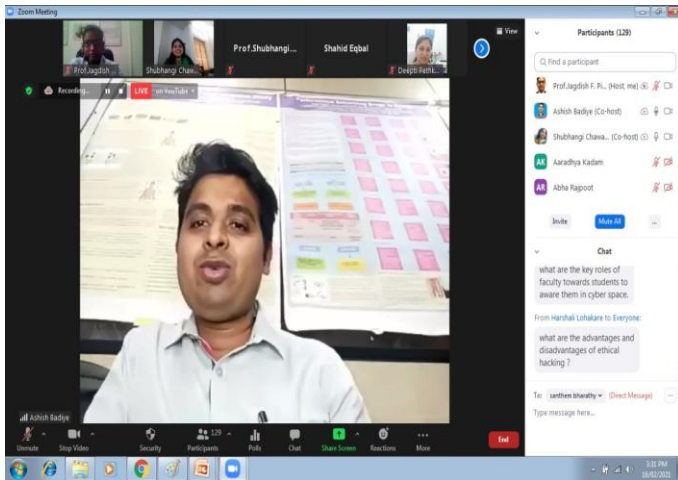 Zoom Meeting
View
Prof.Jagdish ...
Shubhangi Chaw...
Prof.Shubhangi...
Shahid Eqbal
Deepti Pethk...
Recording...
LIVE on YouTube
Ashish Badiye
Unmute
Stop Video
Security
129
Participants
Polls
Chat
Share Screen
Reactions
More
End
Participants (129)
Find a participant
Prof.Jagdish F. Pi... (Host, me)
Ashish Badiye (Co-host)
Shubhangi Chawa... (Co-host)
AK Aaradhya Kadam
AR Abha Rajpoot
Invite
Mute All
...
Chat
what are the key roles of
faculty towards students to
aware them in cyber space.
From Harshali Lohakare to Everyone:
what are the advantages and
disadvantages of ethical
hacking ?
To: santhem bharathy (Direct Message)
...
Type message here...
3:31 PM
16/02/2021